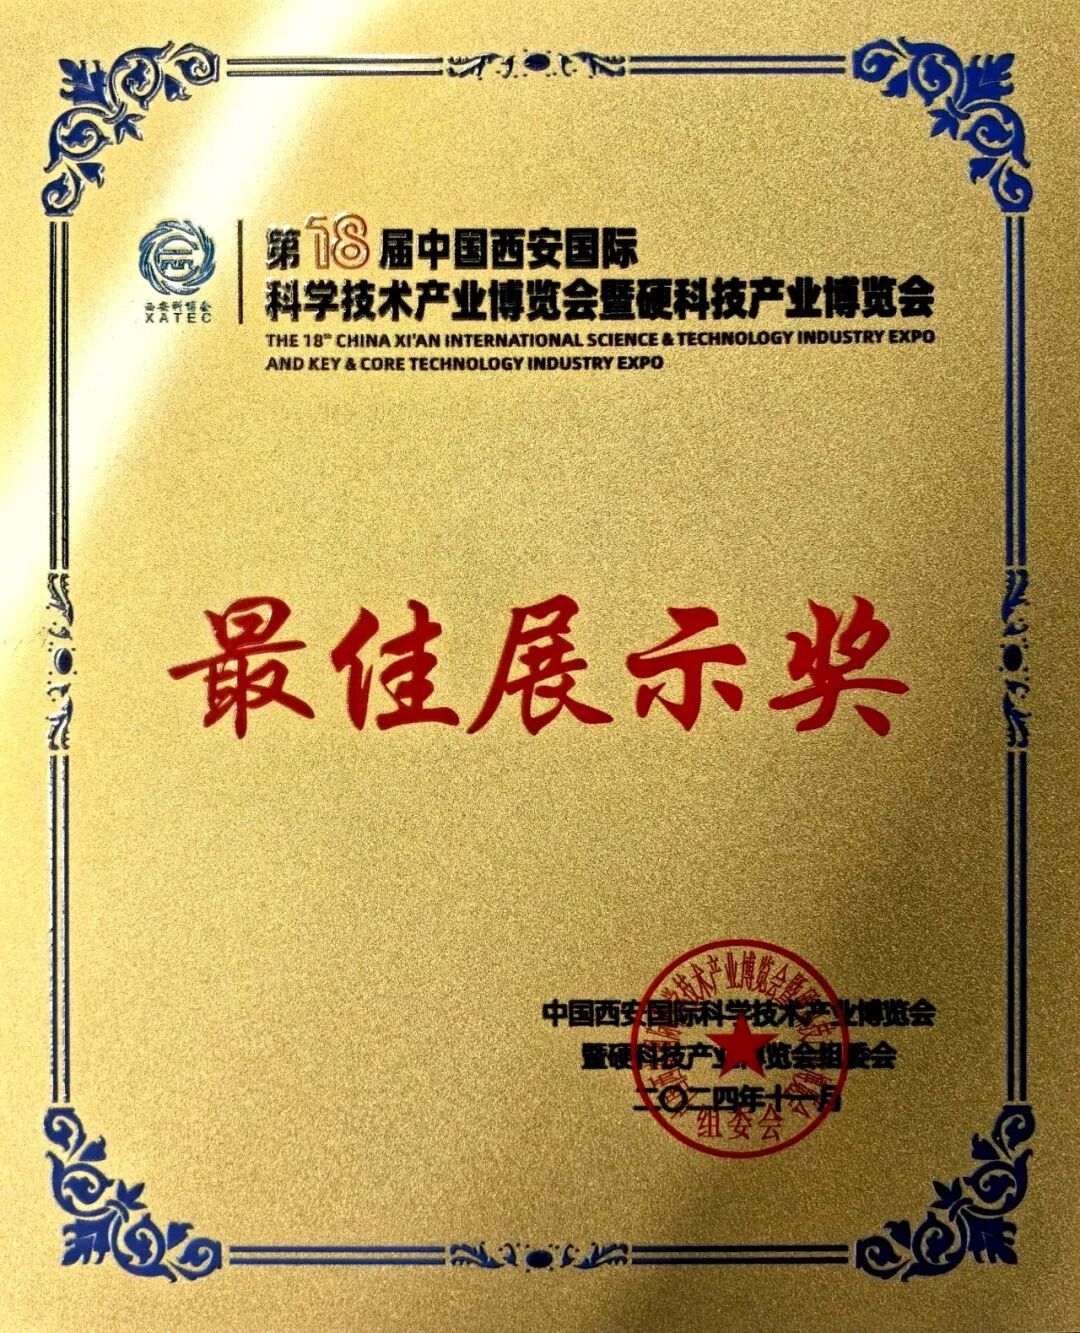 西安科博会
XATEC
第18届中国西安国际
科学技术产业博览会暨硬科技产业博览会
THE 18th CHINA XI'AN INTERNATIONAL SCIENCE & TECHNOLOGY INDUSTRY EXPO
AND KEY & CORE TECHNOLOGY INDUSTRY EXPO
最佳展示奖
中国西安国际科学技术产业博览会
暨硬科技产业博览会组委会
二〇二四年十一月
组委会